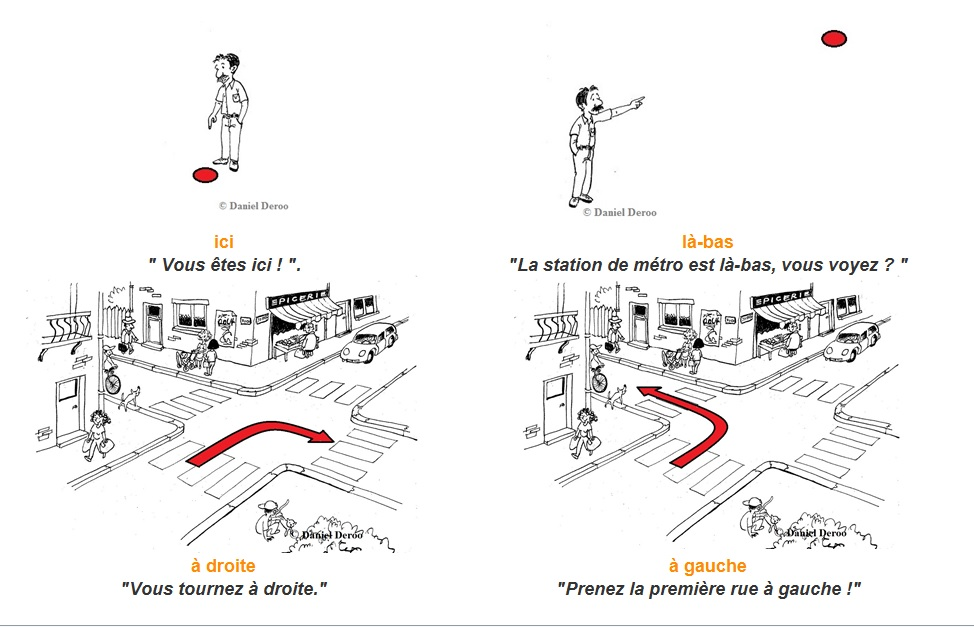 © Daniel Deroo
© Daniel Deroo
ici
" Vous êtes ici ! ".
là-bas
"La station de métro est là-bas, vous voyez ? "
EPICERIE
EPICERIE
© Daniel Deroo
© Daniel Deroo
à droite
"Vous tournez à droite."
à gauche
"Prenez la première rue à gauche !"